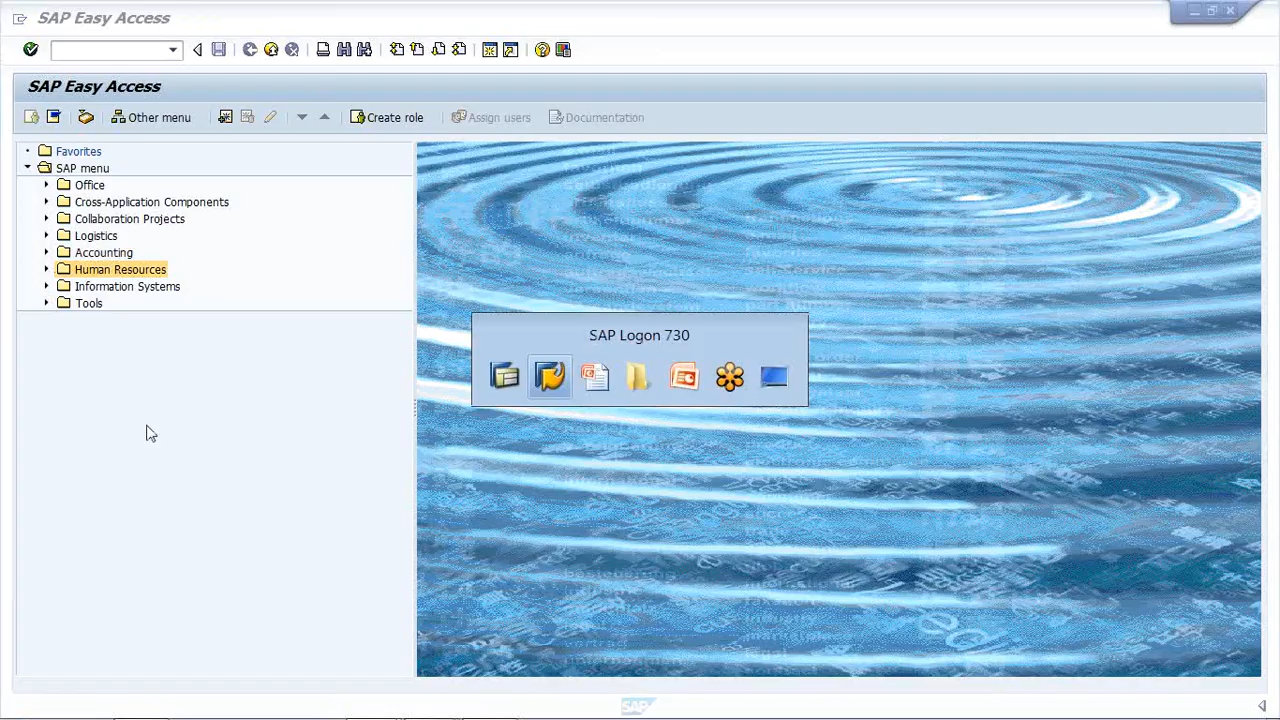 SAP Easy Access
SAP Easy Access
Other menu
Create role
Assign users
Documentation
Favorites
SAP menu
Office
Cross-Application Components
Collaboration Projects
Logistics
Accounting
Human Resources
Information Systems
Tools
SAP Logon 730
SAP